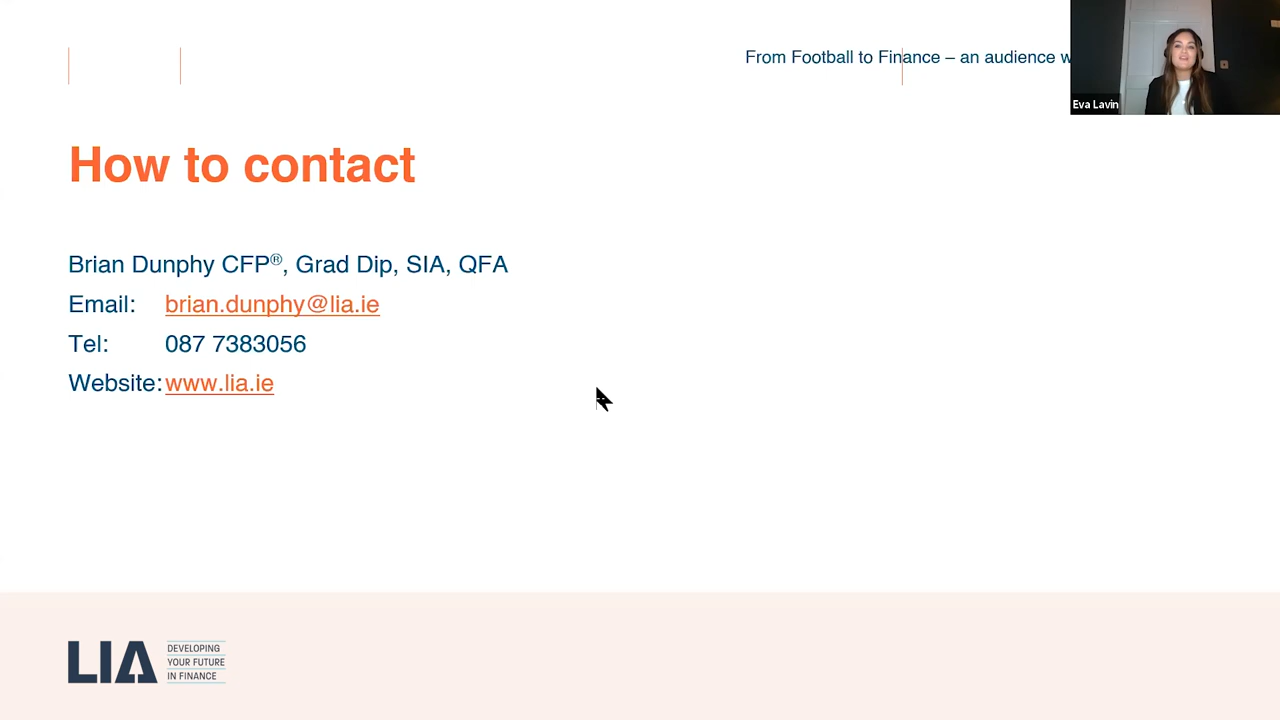 From Football to Finance – an audience w
Eva Lavin
How to contact
Brian Dunphy CFP®, Grad Dip, SIA, QFA
Email: brian.dunphy@lia.ie
Tel: 087 7383056
Website: www.lia.ie
LIA
DEVELOPING
YOUR FUTURE
IN FINANCE